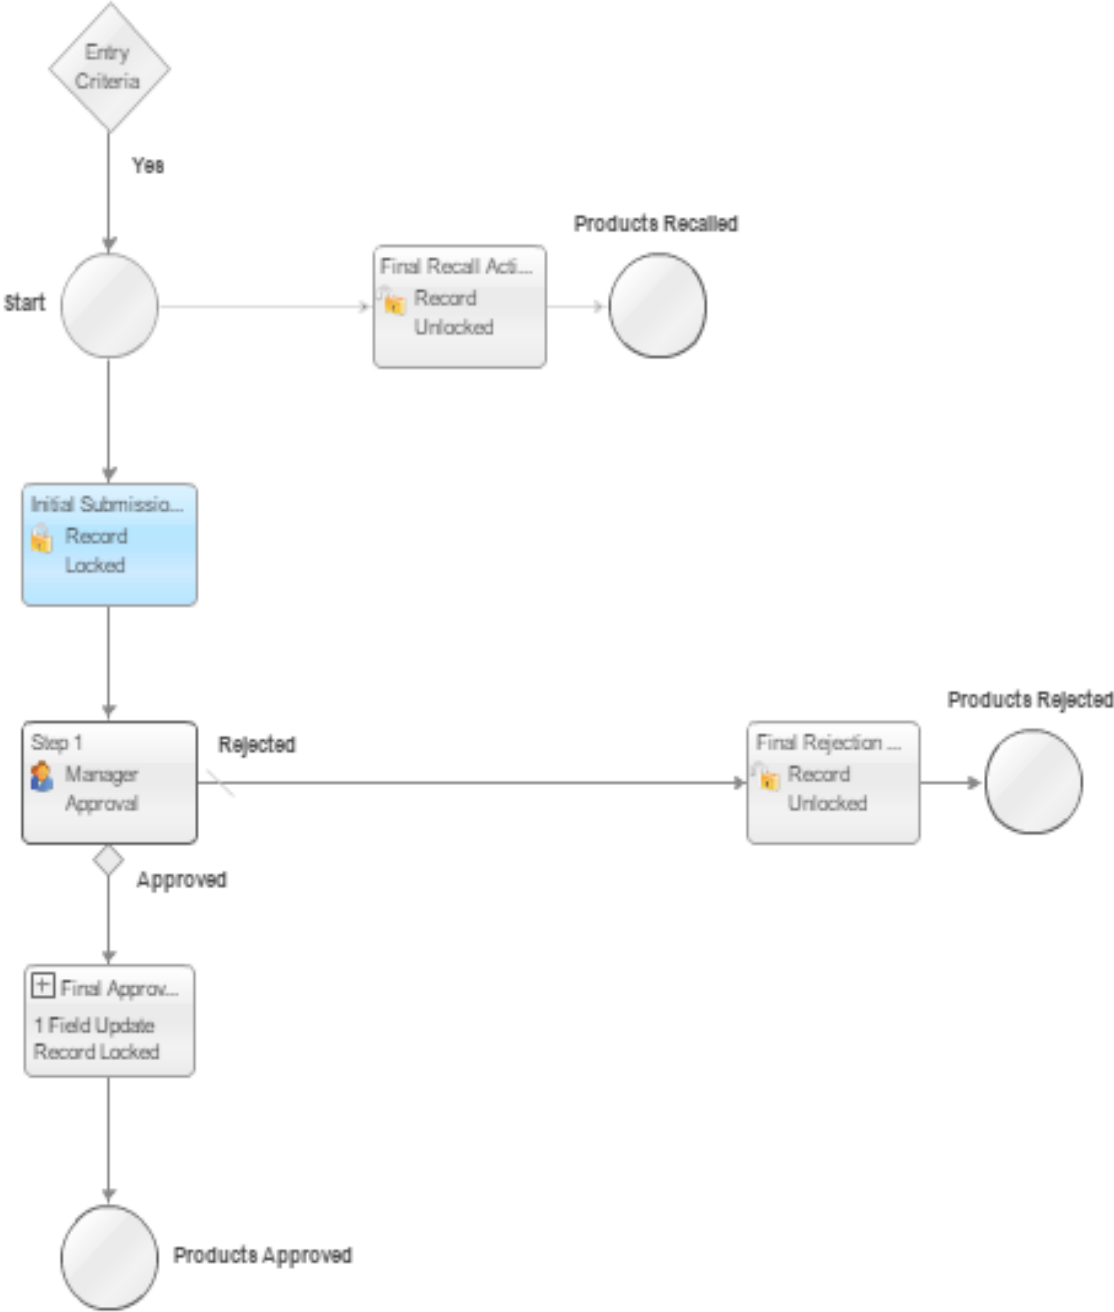 Entry
Criteria
Yes
Products Recalled
Start
Final Recall Acti...
Record
Unlocked
Initial Submissio...
Record
Locked
Products Rejected
Step 1
Manager
Approval
Rejected
Final Rejection ...
Record
Unlocked
Approved
Final Approv...
1 Field Update
Record Locked
Products Approved